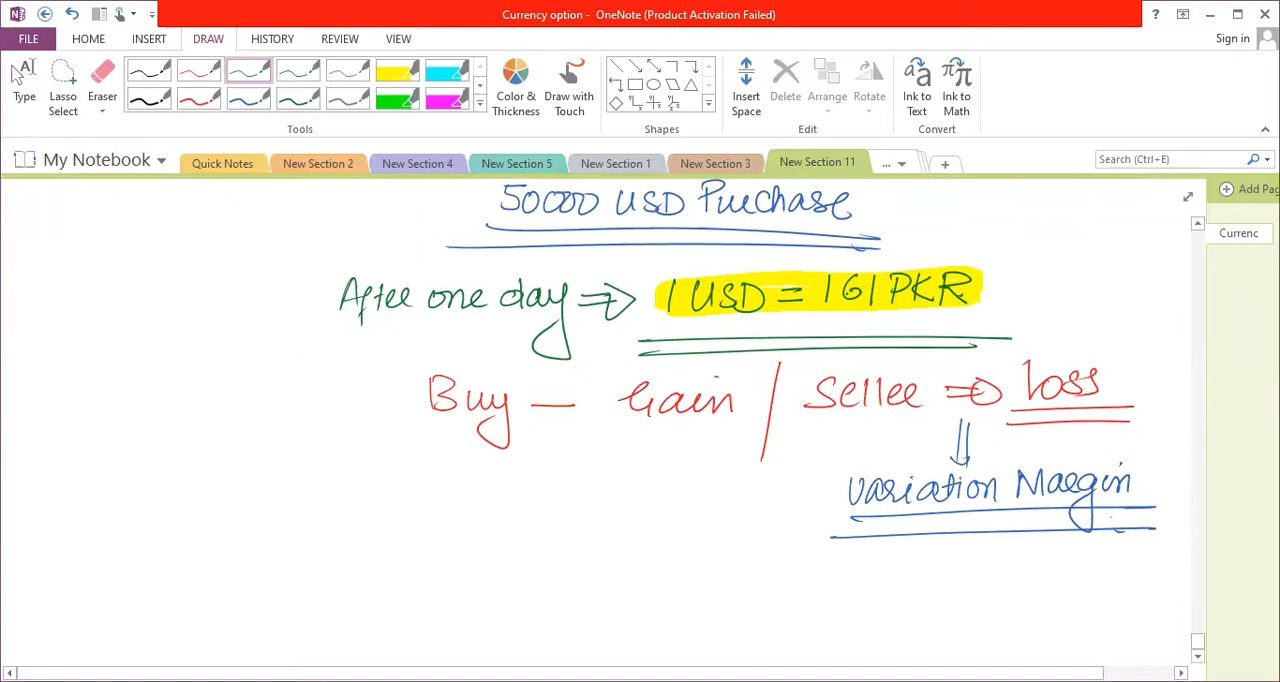 Currency option - OneNote (Product Activation Failed)
?
FILE HOME INSERT DRAW HISTORY REVIEW VIEW
Sign in
Type
Lasso Select
Eraser
Color & Thickness
Draw with Touch
Insert Space
Delete
Arrange
Rotate
Ink to Text
Ink to Math
Tools
Shapes
Edit
Convert
My Notebook
Quick Notes New Section 2 New Section 4 New Section 5 New Section 1 New Section 3 New Section 11 ...
Search (Ctrl+E)
Add Pag
Currenc
50000 USD Purchase
After one day ⇒ 1 USD = 161 PKR
Buy — Gain / Seller ⇒ loss
⇓
Variation Margin